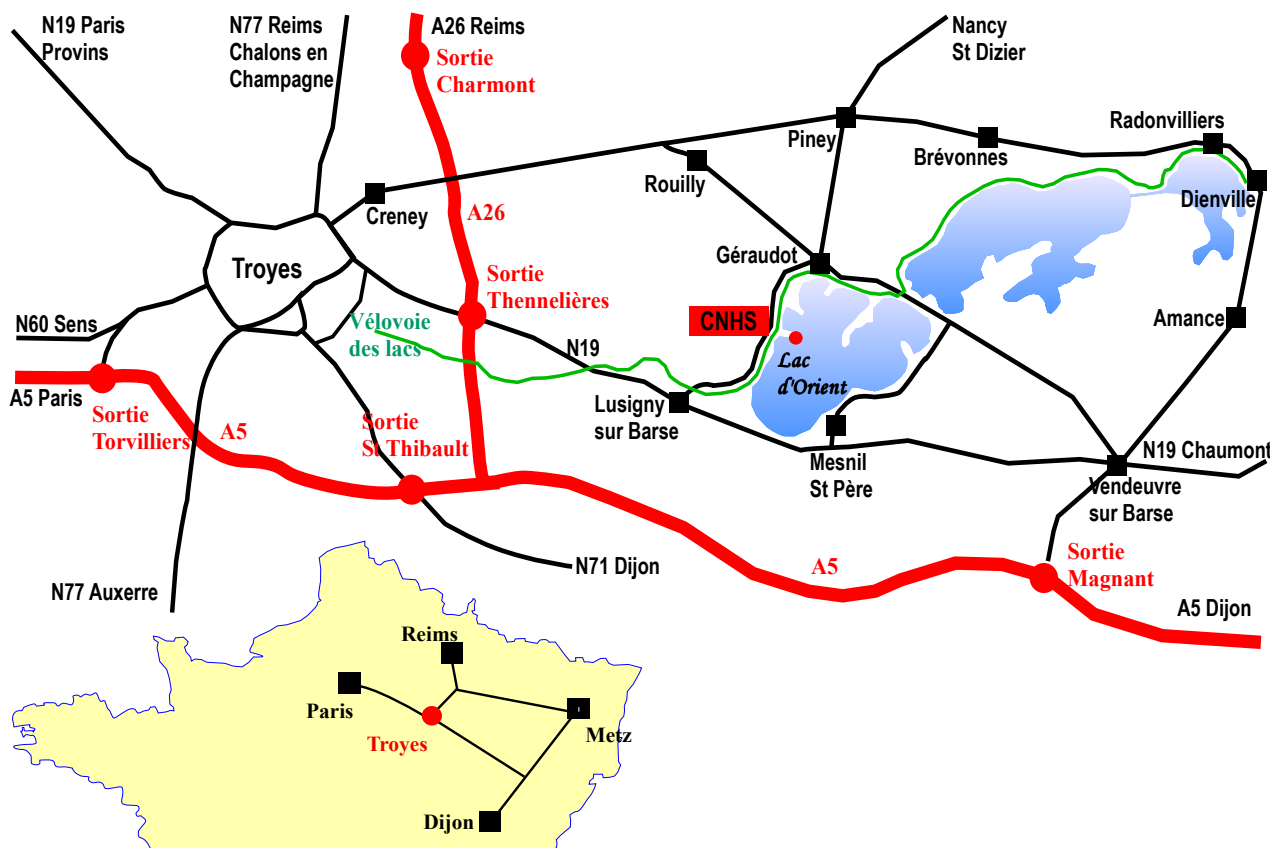 N19 Paris
Provins
N77 Reims
Chalons en
Champagne
A26 Reims
Sortie
Charmont
Nancy
St Dizier
Piney
Brévonnes
Radonvilliers
Rouilly
Dienville
Creney
A26
Troyes
Géraudot
Sortie
Thennelières
Vélovoie
des lacs
CNHS
Amance
N60 Sens
N19
Lac
d'Orient
A5 Paris
Sortie
Torvilliers
A5
Sortie
St Thibault
Lusigny
sur Barse
Mesnil
St Père
N19 Chaumont
Vendeuvre
sur Barse
N77 Auxerre
N71 Dijon
A5
Sortie
Magnant
A5 Dijon
Reims
Paris
Troyes
Metz
Dijon